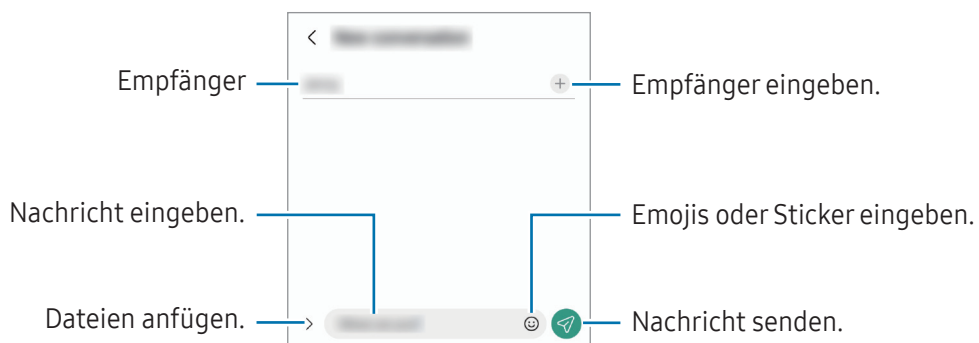 Empfänger
Empfänger eingeben.
Nachricht eingeben.
Emojis oder Sticker eingeben.
Dateien anfügen.
Nachricht senden.